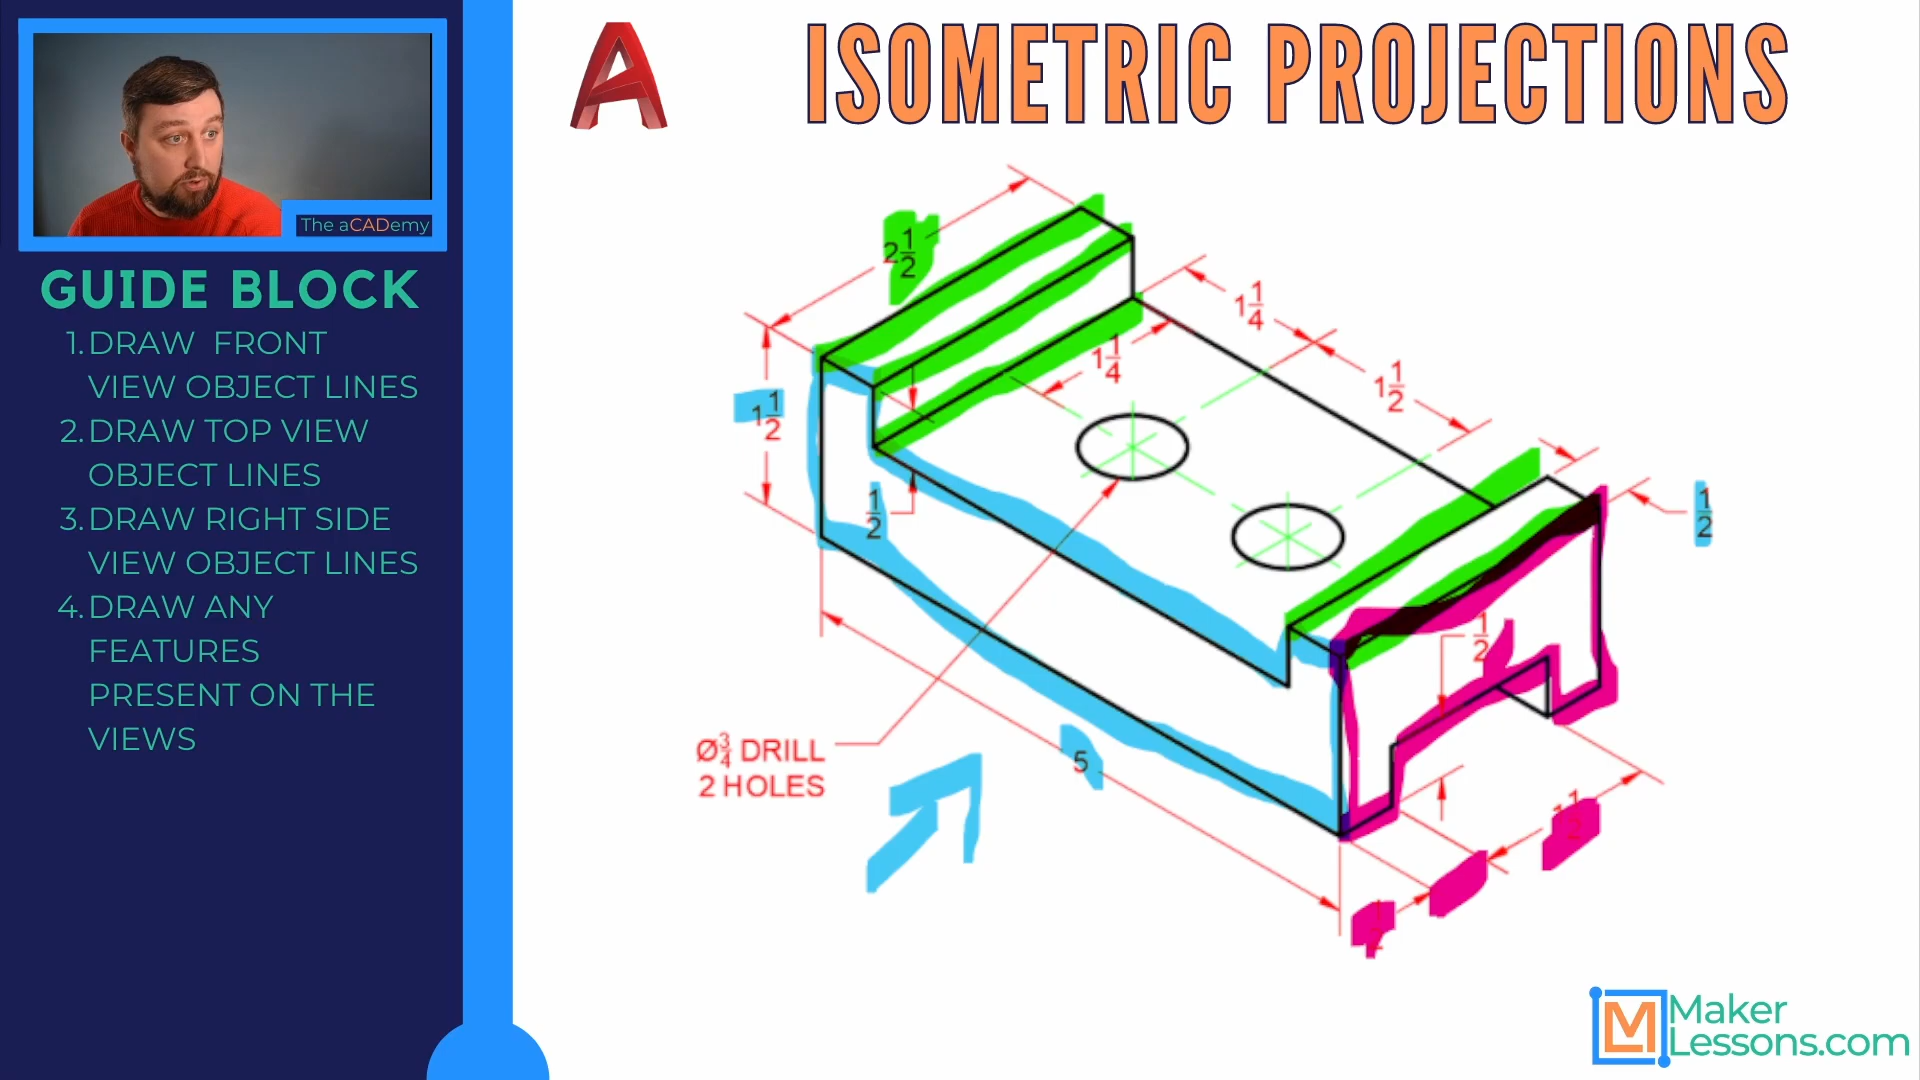 ISOMETRIC PROJECTIONS
The aCADemy
GUIDE BLOCK
1. DRAW FRONT
VIEW OBJECT LINES
2. DRAW TOP VIEW
OBJECT LINES
3. DRAW RIGHT SIDE
VIEW OBJECT LINES
4. DRAW ANY
FEATURES
PRESENT ON THE
VIEWS
2 1/2
1 1/4
1 1/4
1 1/2
1 1/2
1/2
1/2
1/2
Ø3/4 DRILL
2 HOLES
5
Maker
Lessons.com